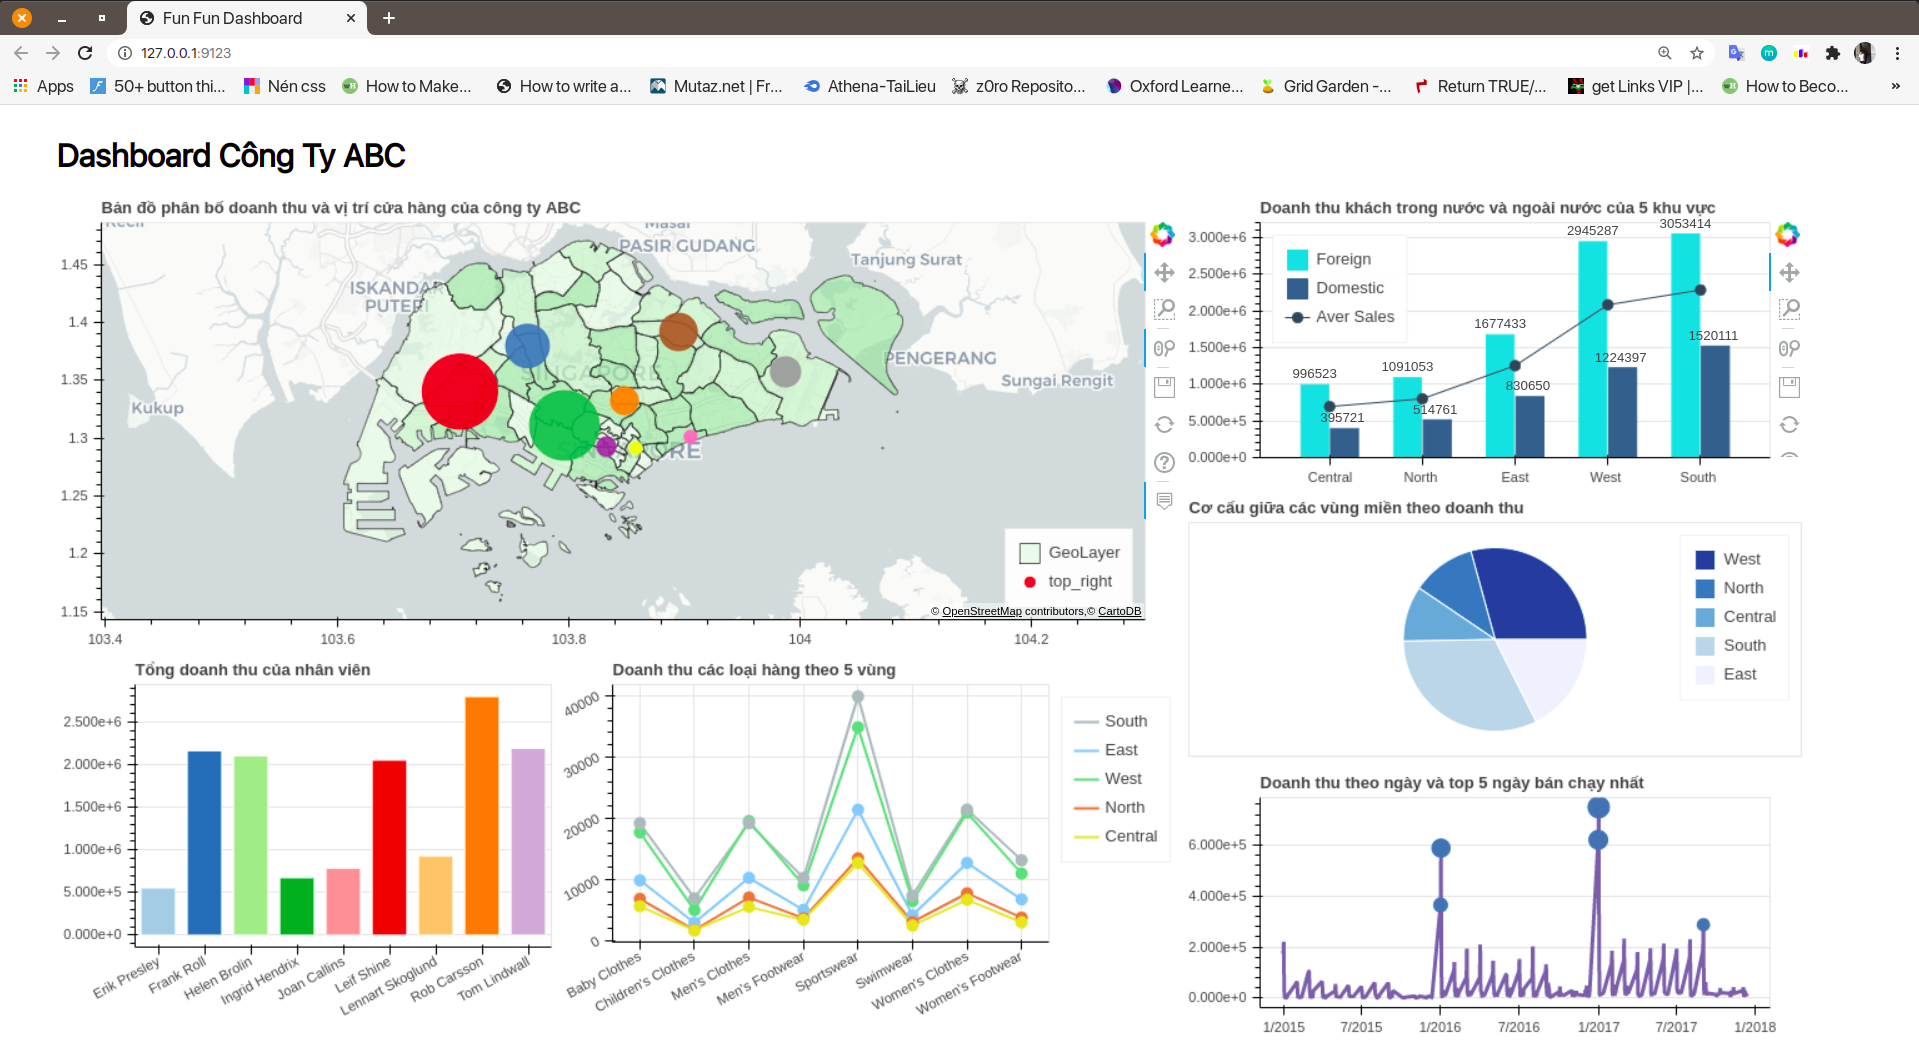 Fun Fun Dashboard
127.0.0.1:9123
Apps
50+ button thi...
Nén css
How to Make...
How to write a...
Mutaz.net | Fr...
Athena-TaiLieu
z0ro Reposito...
Oxford Learne...
Grid Garden -...
Return TRUE/...
get Links VIP |...
How to Beco...
»
Dashboard Công Ty ABC
Bản đồ phân bố doanh thu và vị trí cửa hàng của công ty ABC
Masai
PASIR GUDANG
Tanjung Surat
ISKANDAR
PUTERI
SINGAPORE
PENGERANG
Sungai Rengit
Kukup
1.45
1.4
1.35
1.3
1.25
1.2
1.15
103.4
103.6
103.8
104
104.2
GeoLayer
top_right
© OpenStreetMap contributors,© CartoDB
Doanh thu khách trong nước và ngoài nước của 5 khu vực
3.000e+6
2.500e+6
2.000e+6
1.500e+6
1.000e+6
5.000e+5
0.000e+0
Foreign
Domestic
Aver Sales
996523
395721
1091053
514761
1677433
830650
2945287
1224397
3053414
1520111
Central
North
East
West
South
Cơ cấu giữa các vùng miền theo doanh thu
West
North
Central
South
East
Tổng doanh thu của nhân viên
2.500e+6
2.000e+6
1.500e+6
1.000e+6
5.000e+5
0.000e+0
Erik Presley
Frank Roll
Helen Brolin
Ingrid Hendrix
Joan Callins
Leif Shine
Lennart Skoglund
Rob Carsson
Tom Lindwall
Doanh thu các loại hàng theo 5 vùng
40000
30000
20000
10000
0
Baby Clothes
Children's Clothes
Men's Clothes
Men's Footwear
Sportswear
Swimwear
Women's Clothes
Women's Footwear
South
East
West
North
Central
Doanh thu theo ngày và top 5 ngày bán chạy nhất
6.000e+5
4.000e+5
2.000e+5
0.000e+0
1/2015
7/2015
1/2016
7/2016
1/2017
7/2017
1/2018